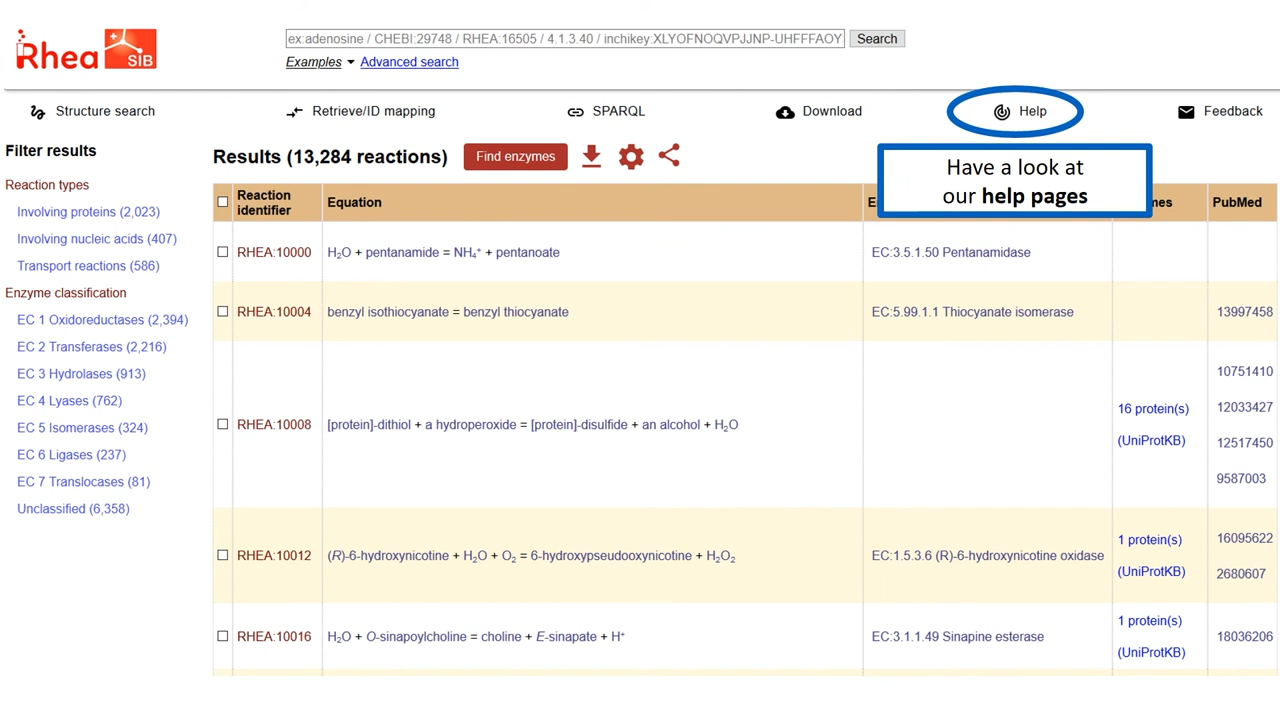 Rhea
SIB
ex:adenosine / CHEBI:29748 / RHEA:16505 / 4.1.3.40 / inchikey:XLYOFNOQVPJJNP-UHFFFAOY
Search
Examples
Advanced search
Structure search
Retrieve/ID mapping
SPARQL
Download
Help
Feedback
Have a look at
our help pages
Filter results
Reaction types
Involving proteins (2,023)
Involving nucleic acids (407)
Transport reactions (586)
Enzyme classification
EC 1 Oxidoreductases (2,394)
EC 2 Transferases (2,216)
EC 3 Hydrolases (913)
EC 4 Lyases (762)
EC 5 Isomerases (324)
EC 6 Ligases (237)
EC 7 Translocases (81)
Unclassified (6,358)
Results (13,284 reactions)
Find enzymes
Reaction
identifier
Equation
PubMed
RHEA:10000
H₂O + pentanamide = NH₄⁺ + pentanoate
EC:3.5.1.50 Pentanamidase
RHEA:10004
benzyl isothiocyanate = benzyl thiocyanate
EC:5.99.1.1 Thiocyanate isomerase
13997458
RHEA:10008
[protein]-dithiol + a hydroperoxide = [protein]-disulfide + an alcohol + H₂O
16 protein(s)
(UniProtKB)
10751410
12033427
12517450
9587003
RHEA:10012
(R)-6-hydroxynicotine + H₂O + O₂ = 6-hydroxypseudooxynicotine + H₂O₂
EC:1.5.3.6 (R)-6-hydroxynicotine oxidase
1 protein(s)
(UniProtKB)
16095622
2680607
RHEA:10016
H₂O + O-sinapoylcholine = choline + E-sinapate + H⁺
EC:3.1.1.49 Sinapine esterase
1 protein(s)
(UniProtKB)
18036206